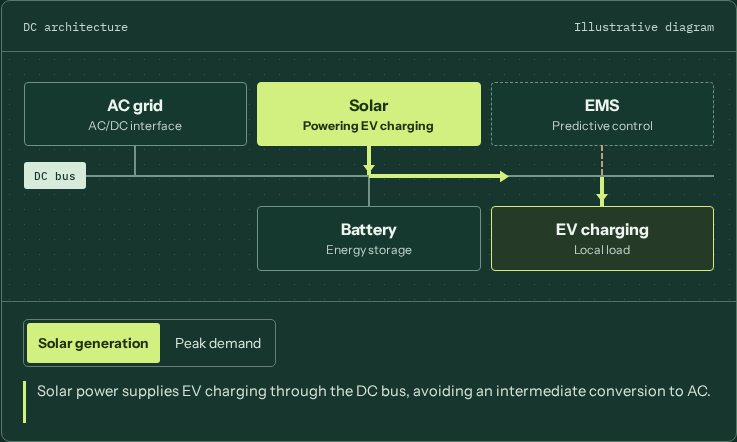 DC architecture
Illustrative diagram
AC grid
AC/DC interface
Solar
Powering EV charging
EMS
Predictive control
DC bus
Battery
Energy storage
EV charging
Local load
Solar generation
Peak demand
Solar power supplies EV charging through the DC bus, avoiding an intermediate conversion to AC.